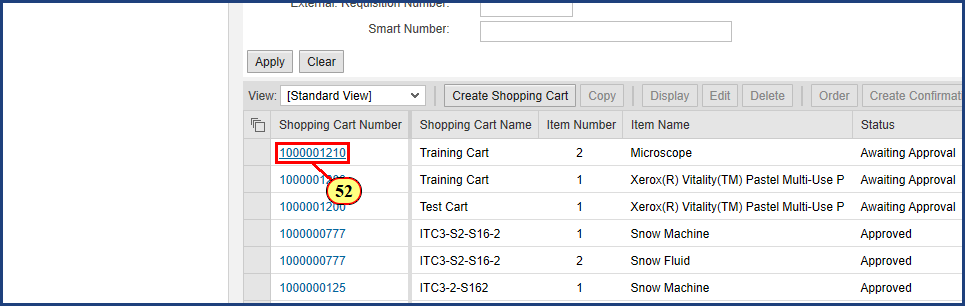 External. Requisition Number:
Smart Number:
Apply Clear
View: [Standard View] Create Shopping Cart Copy Display Edit Delete Order Create Confirmati
Shopping Cart Number Shopping Cart Name Item Number Item Name Status
1000001210 Training Cart 2 Microscope Awaiting Approval
Training Cart 1 Xerox(R) Vitality(TM) Pastel Multi-Use P Awaiting Approval
52
1000001200 Test Cart 1 Xerox(R) Vitality(TM) Pastel Multi-Use P Awaiting Approval
1000000777 ITC3-S2-S16-2 1 Snow Machine Approved
1000000777 ITC3-S2-S16-2 2 Snow Fluid Approved
1000000125 ITC3-2-S162 1 Snow Machine Approved